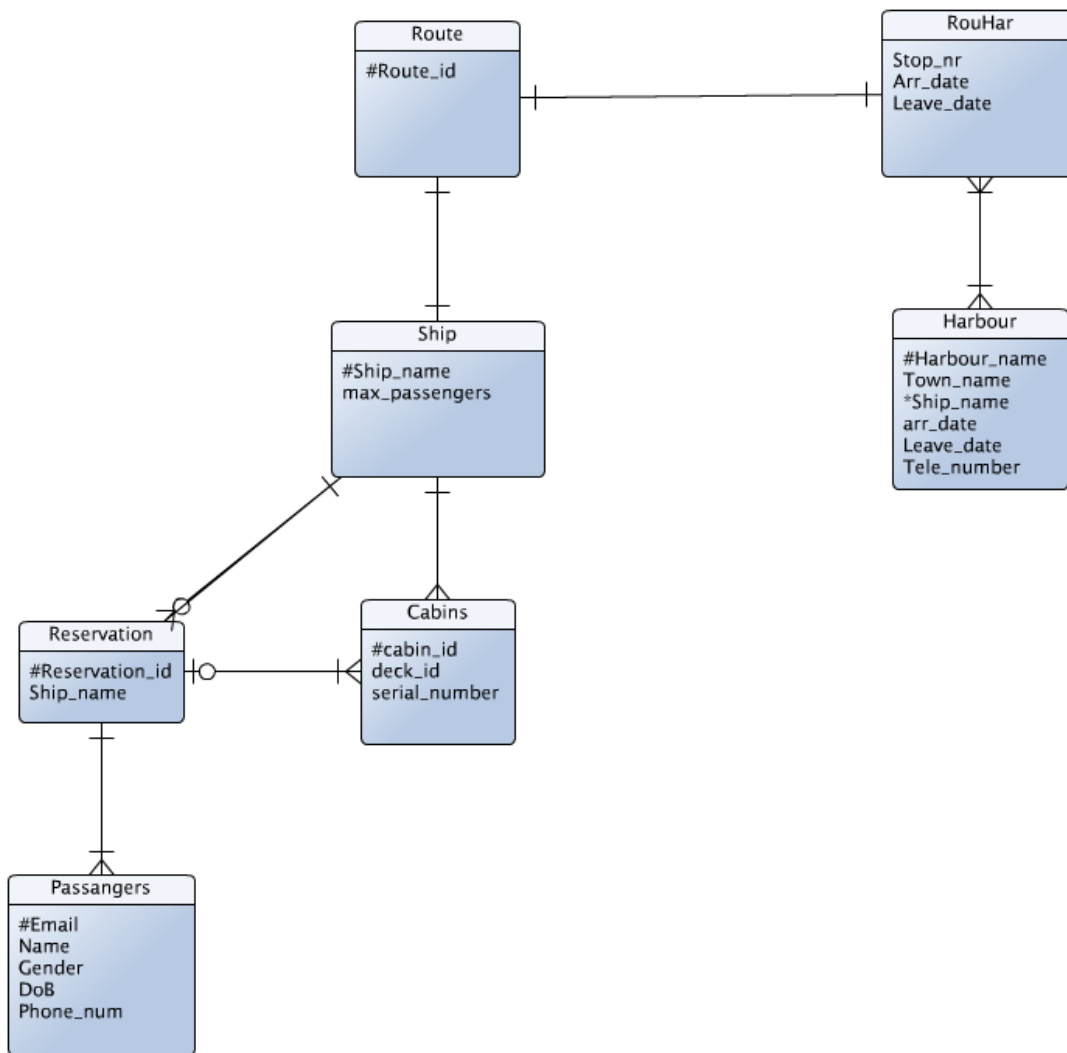 Route
#Route_id
RouHar
Stop_nr
Arr_date
Leave_date
Ship
#Ship_name
max_passengers
Harbour
#Harbour_name
Town_name
*Ship_name
arr_date
Leave_date
Tele_number
Reservation
#Reservation_id
Ship_name
Cabins
#cabin_id
deck_id
serial_number
Passangers
#Email
Name
Gender
DoB
Phone_num